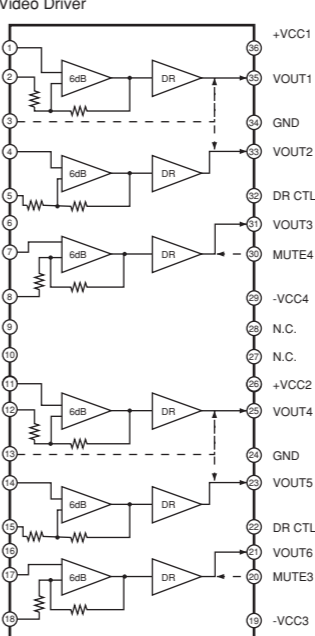 Video Driver
+VCC1
1
36
2
6dB
DR
35
VOUT1
3
34
GND
4
33
VOUT2
6dB
DR
5
32
DR CTL
6
31
VOUT3
7
6dB
DR
30
MUTE4
8
29
-VCC4
9
28
N.C.
10
27
N.C.
11
26
+VCC2
12
6dB
DR
25
VOUT4
13
24
GND
14
23
VOUT5
6dB
DR
15
22
DR CTL
16
21
VOUT6
17
6dB
DR
20
MUTE3
18
19
-VCC3